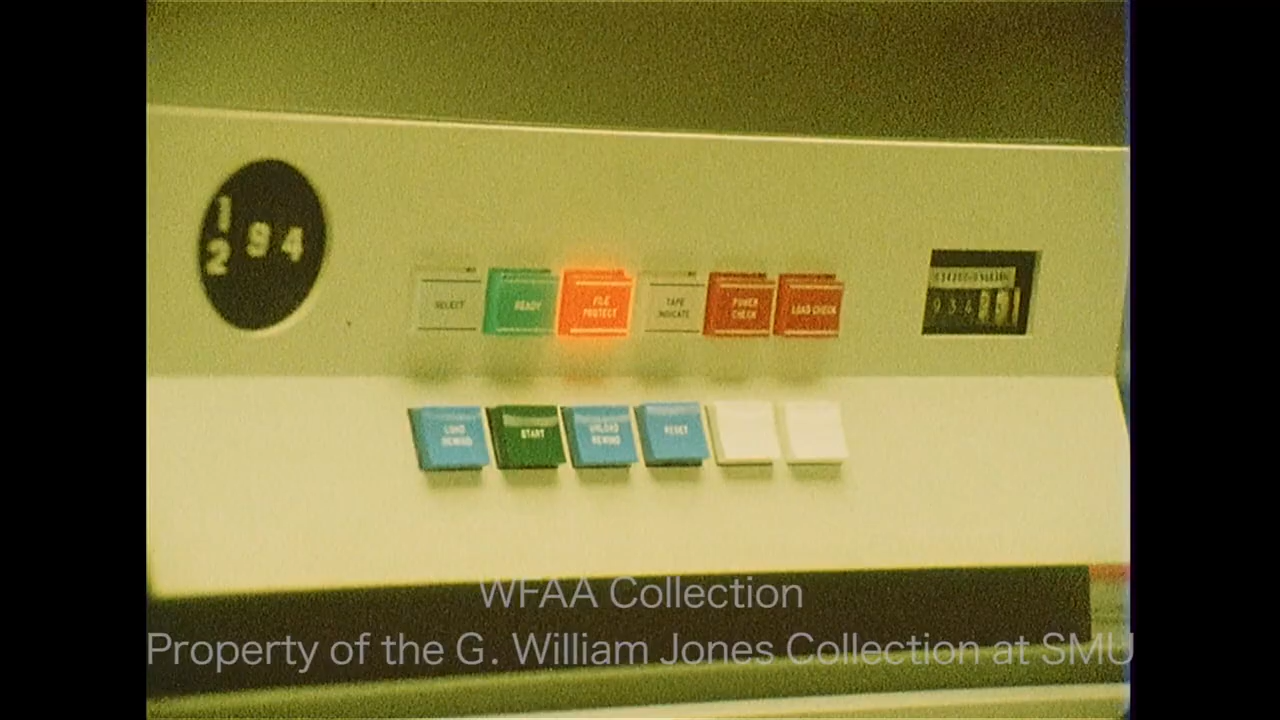 1
2 9 4
SELECT
READY
FILE
PROTECT
TAPE
INDICATE
POWER
CHECK
LOAD CHECK
LOAD
REWIND
START
UNLOAD
REWIND
RESET
WFAA Collection
Property of the G. William Jones Collection at SMU